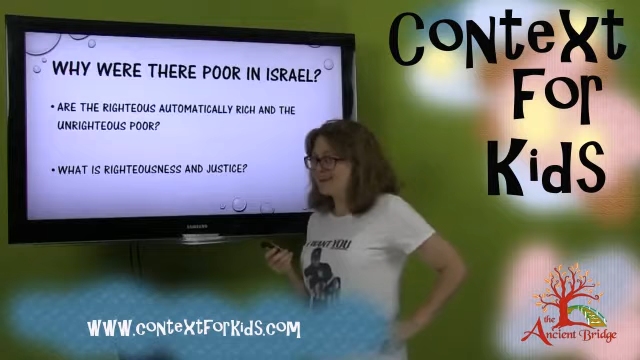 WHY WERE THERE POOR IN ISRAEL?
• ARE THE RIGHTEOUS AUTOMATICALLY RICH AND THE
UNRIGHTEOUS POOR?
• WHAT IS RIGHTEOUSNESS AND JUSTICE?
SAMSUNG
I WANT YOU
Context
For
Kids
www.contextforkids.com
the
Ancient Bridge